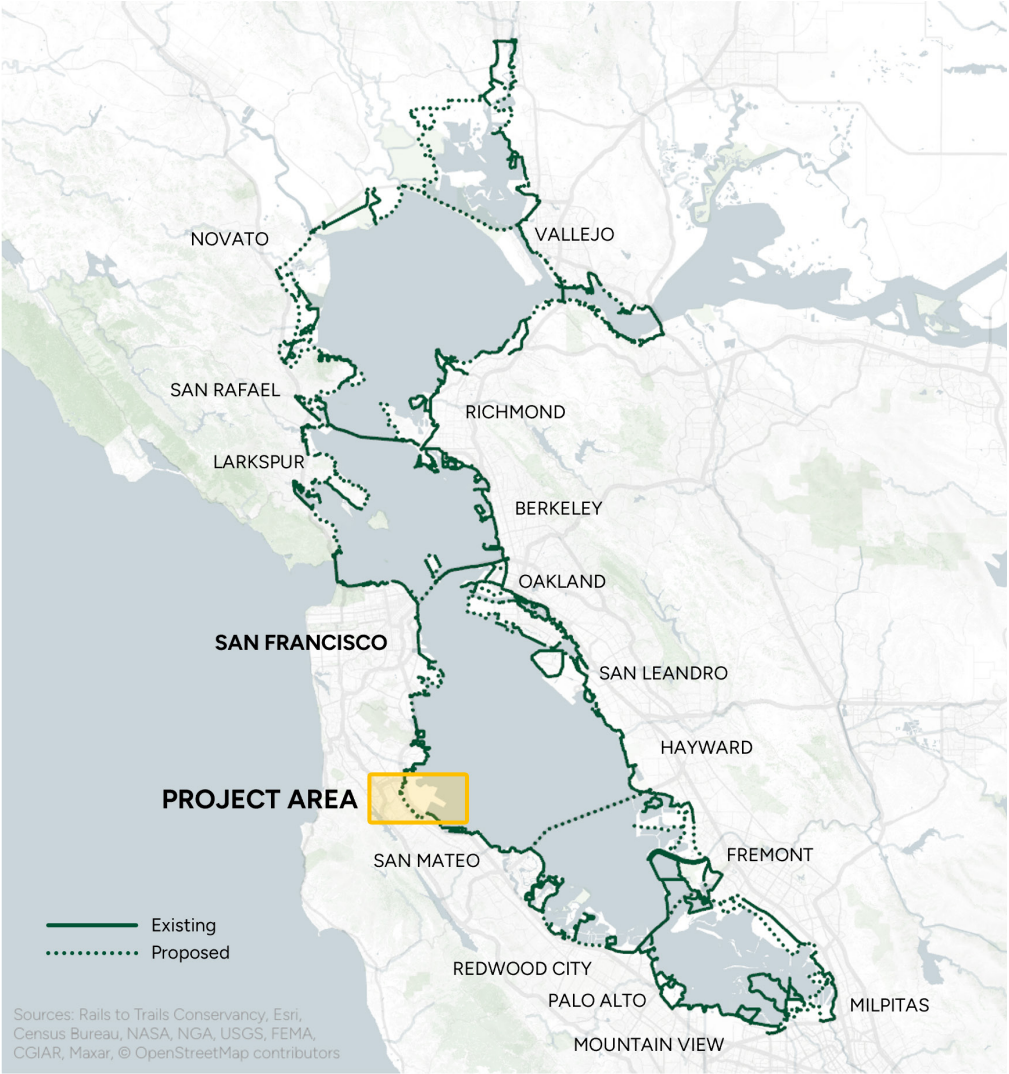 NOVATO
VALLEJO
SAN RAFAEL
RICHMOND
LARKSPUR
BERKELEY
OAKLAND
SAN FRANCISCO
SAN LEANDRO
HAYWARD
PROJECT AREA
SAN MATEO
FREMONT
Existing
Proposed
REDWOOD CITY
PALO ALTO
MILPITAS
MOUNTAIN VIEW
Sources: Rails to Trails Conservancy, Esri,
Census Bureau, NASA, NGA, USGS, FEMA,
CGIAR, Maxar, © OpenStreetMap contributors